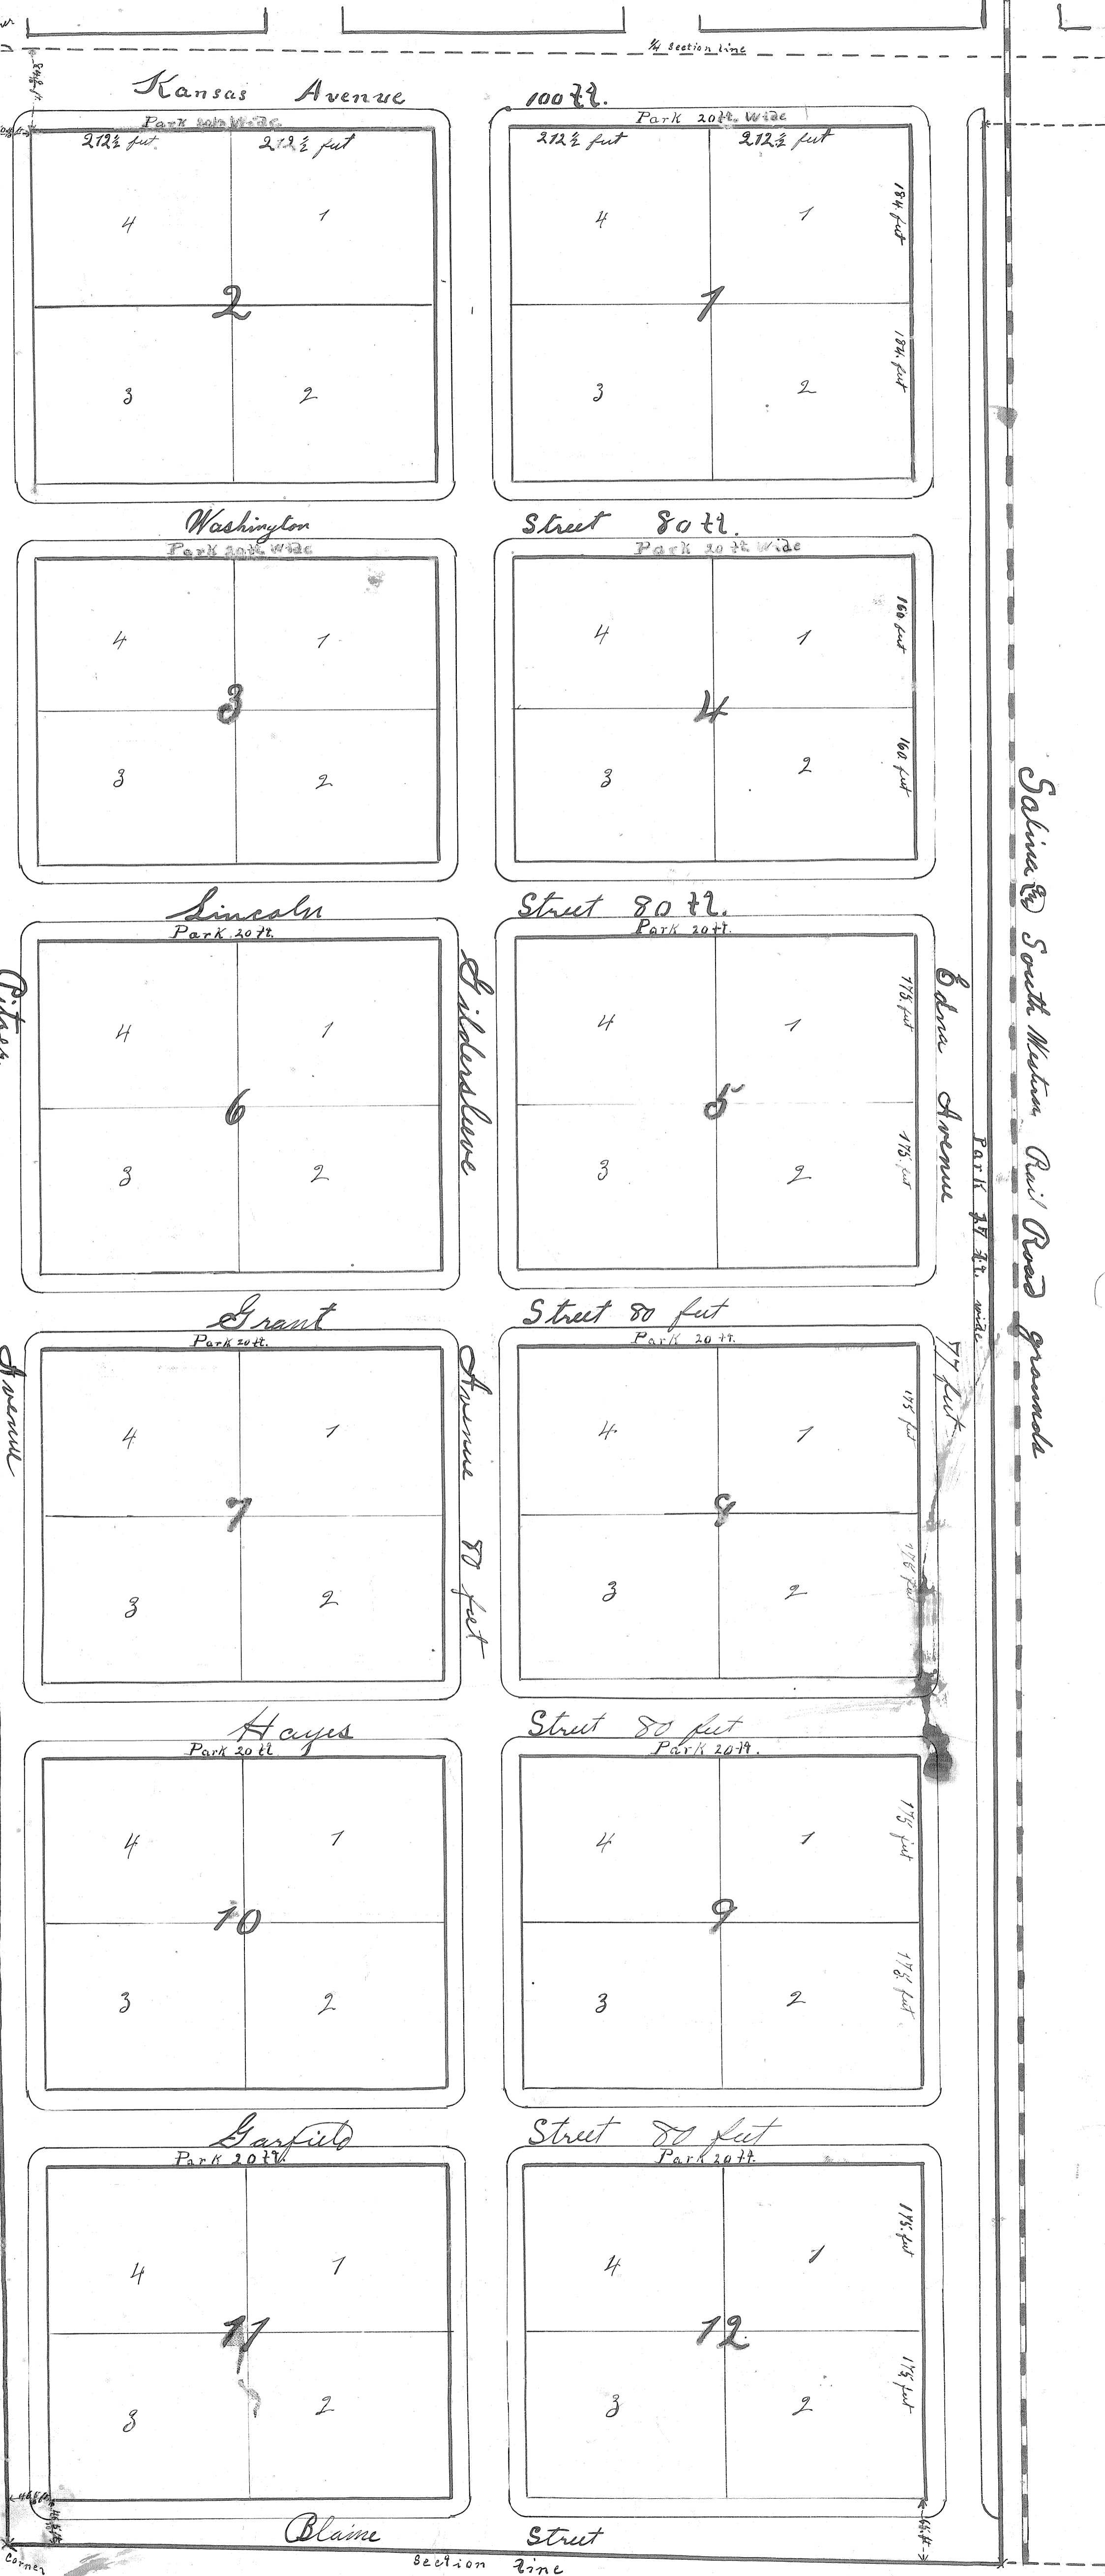 1/4 section line
Kansas Avenue 100 ft.
Park 20 ft Wide
Park 20 ft. Wide
212½ feet 212½ feet
212½ feet 212½ feet
4 1
2
3 2
4 1
1
3 2
184 feet
184 feet
Washington Street 80 ft.
Park 20 ft Wide
Park 20 ft Wide
4 1
3
3 2
4 1
4
3 2
160 feet
160 feet
Lincoln Street 80 ft.
Park 20 ft.
Park 20 ft.
4 1
6
3 2
4 1
5
3 2
175 feet
175 feet
Grant Street 80 feet
Park 20 ft.
Park 20 ft.
4 1
7
3 2
4 1
8
3 2
175 feet
175 feet
Hayes Street 80 feet
Park 20 ft
Park 20 ft.
4 1
10
3 2
4 1
9
3 2
175 feet
175 feet
Garfield Street 80 feet
Park 20 ft.
Park 20 ft.
4 1
11
3 2
4 1
12
3 2
175 feet
175 feet
Blaine Street
Corner
Section line
Avenue
Gildersleeve Avenue 80 feet
Edna Avenue 77 feet
Park ft. wide
Salina & South Western Rail Road grounds